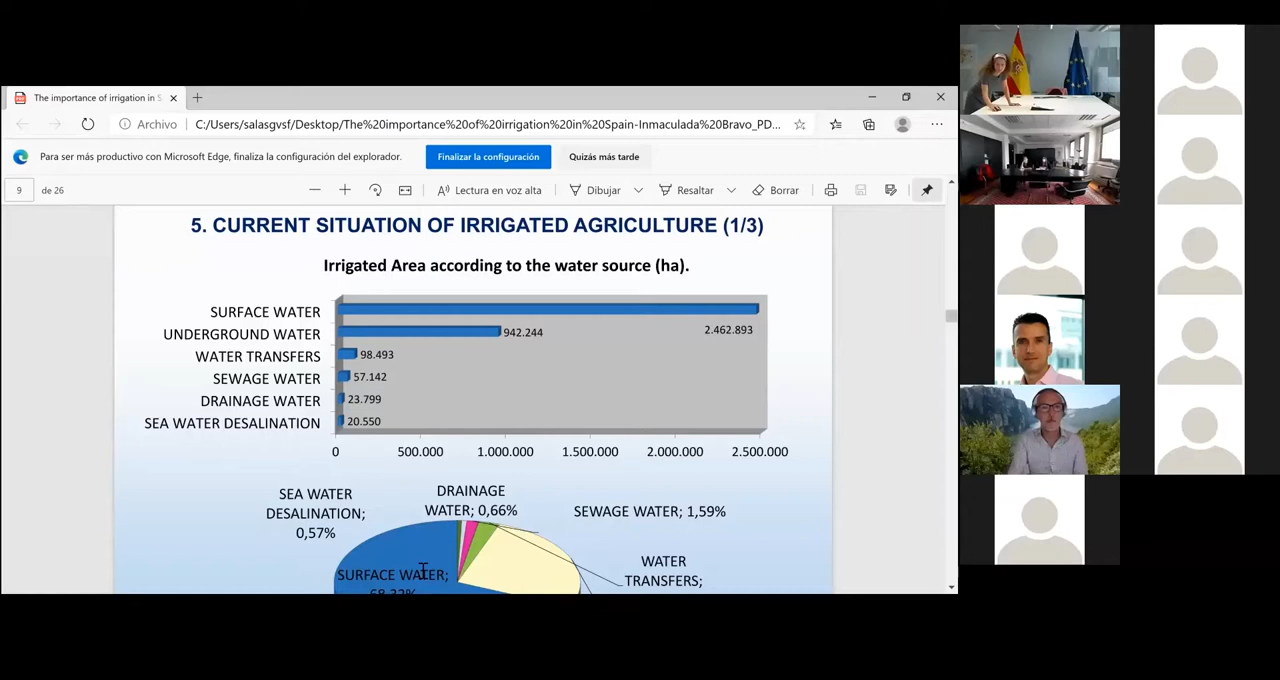 The importance of irrigation in S
Archivo
C:/Users/salasgvsf/Desktop/The%20importance%20of%20irrigation%20in%20Spain-Inmaculada%20Bravo_PD...
Para ser más productivo con Microsoft Edge, finaliza la configuración del explorador.
Finalizar la configuración
Quizás más tarde
9 de 26
Lectura en voz alta
Dibujar
Resaltar
Borrar
5. CURRENT SITUATION OF IRRIGATED AGRICULTURE (1/3)
Irrigated Area according to the water source (ha).
SURFACE WATER
2.462.893
UNDERGROUND WATER 942.244
WATER TRANSFERS 98.493
SEWAGE WATER 57.142
DRAINAGE WATER 23.799
SEA WATER DESALINATION 20.550
0 500.000 1.000.000 1.500.000 2.000.000 2.500.000
SEA WATER
DESALINATION;
0,57%
DRAINAGE
WATER; 0,66%
SEWAGE WATER; 1,59%
WATER
TRANSFERS;
SURFACE WATER;
68,32%